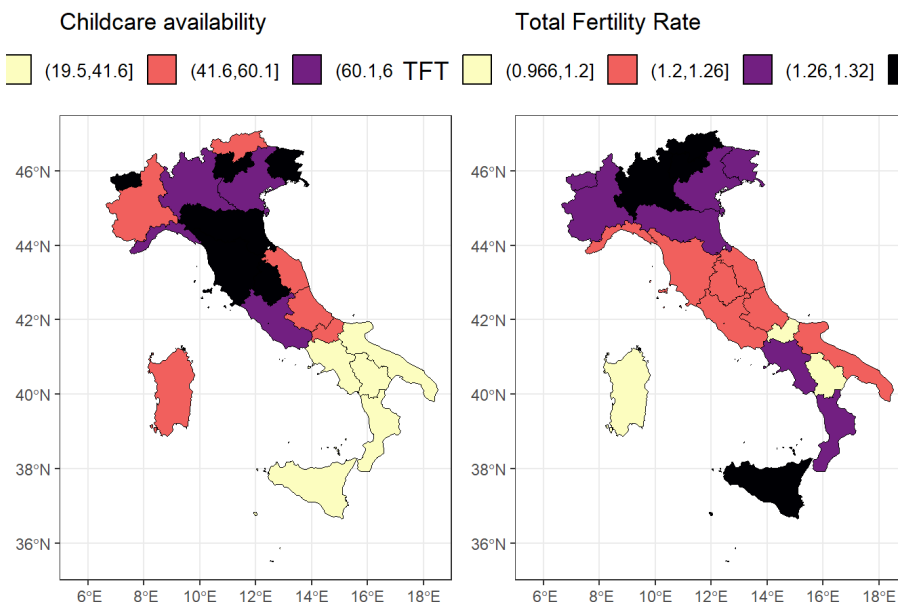 Childcare availability Total Fertility Rate
(19.5,41.6] (41.6,60.1] (60.1,6 TFT (0.966,1.2] (1.2,1.26] (1.26,1.32]
46°N 46°N
44°N 44°N
42°N 42°N
40°N 40°N
38°N 38°N
36°N 36°N
6°E 8°E 10°E 12°E 14°E 16°E 18°E 6°E 8°E 10°E 12°E 14°E 16°E 18°E